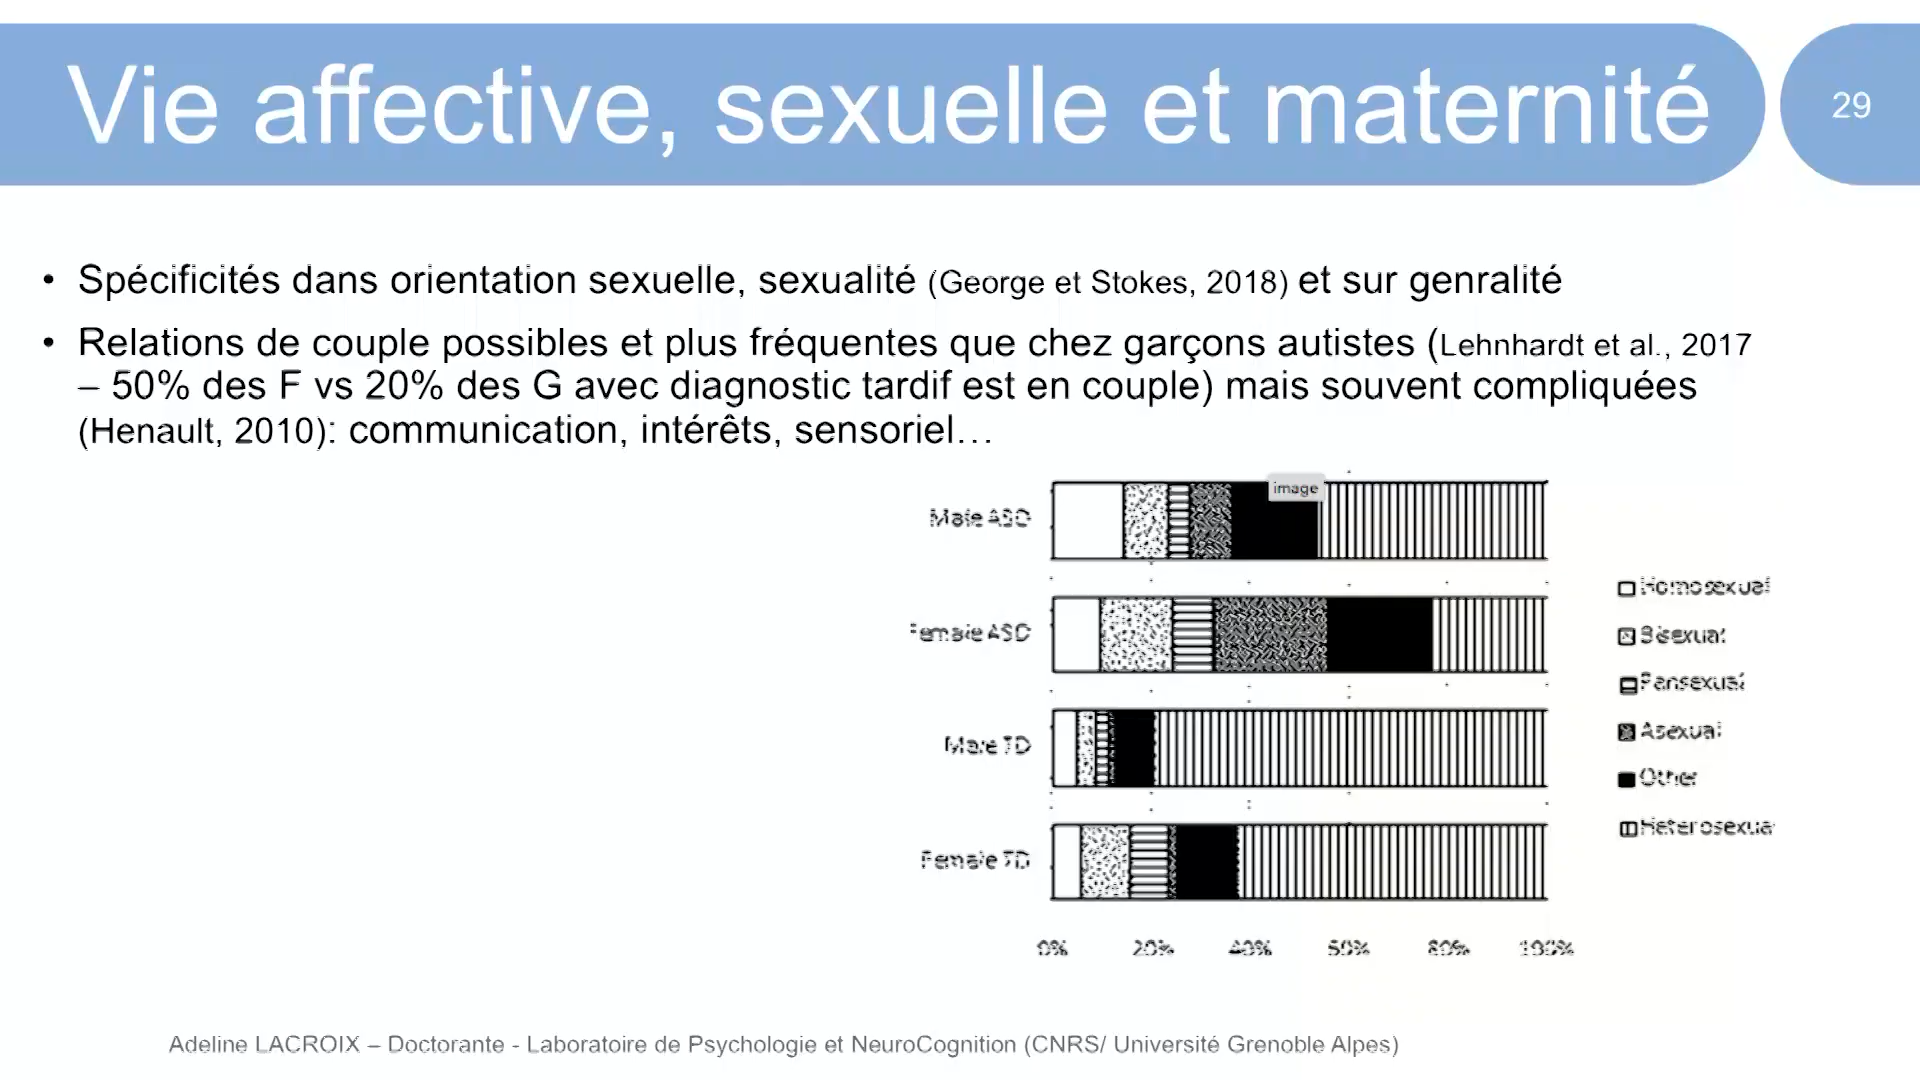 Vie affective, sexuelle et maternité
29
• Spécificités dans orientation sexuelle, sexualité (George et Stokes, 2018) et sur genralité
• Relations de couple possibles et plus fréquentes que chez garçons autistes (Lehnhardt et al., 2017
– 50% des F vs 20% des G avec diagnostic tardif est en couple) mais souvent compliquées
(Henault, 2010): communication, intérêts, sensoriel…
image
Male ASD
Female ASD
Male TD
Female TD
Homosexual
Bisexual
Pansexual
Asexual
Other
Heterosexual
0% 20% 40% 60% 80% 100%
Adeline LACROIX – Doctorante - Laboratoire de Psychologie et NeuroCognition (CNRS/ Université Grenoble Alpes)